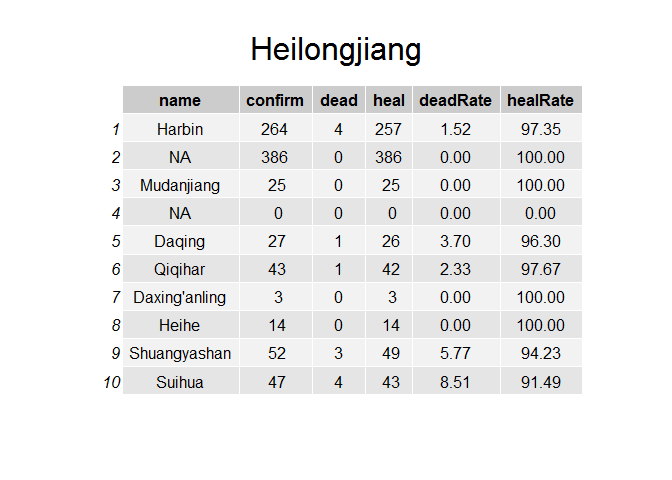 Heilongjiang
name confirm dead heal deadRate healRate
1 Harbin 264 4 257 1.52 97.35
2 NA 386 0 386 0.00 100.00
3 Mudanjiang 25 0 25 0.00 100.00
4 NA 0 0 0 0.00 0.00
5 Daqing 27 1 26 3.70 96.30
6 Qiqihar 43 1 42 2.33 97.67
7 Daxing'anling 3 0 3 0.00 100.00
8 Heihe 14 0 14 0.00 100.00
9 Shuangyashan 52 3 49 5.77 94.23
10 Suihua 47 4 43 8.51 91.49